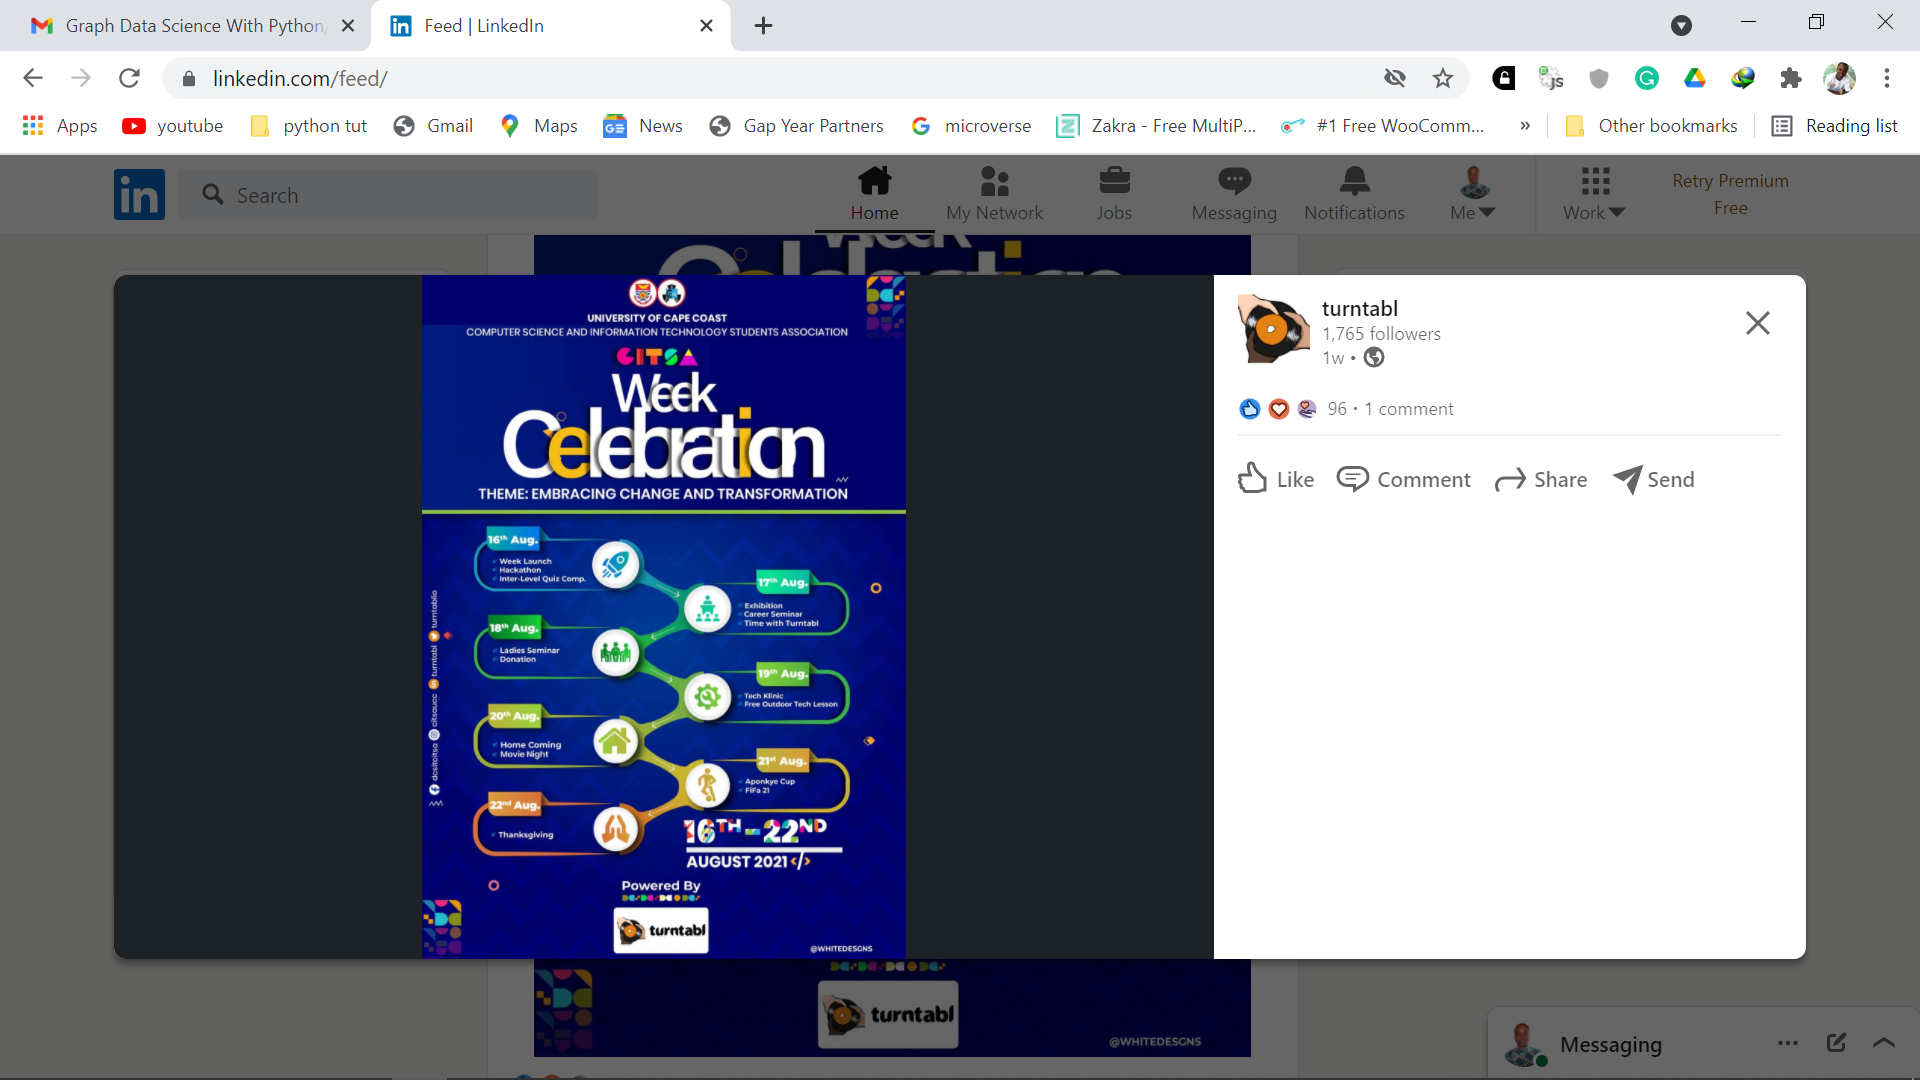 Graph Data Science With Python/
Feed | LinkedIn
linkedin.com/feed/
Apps
youtube
python tut
Gmail
Maps
News
Gap Year Partners
microverse
Zakra - Free MultiP...
#1 Free WooComm...
»
Other bookmarks
Reading list
in
Search
Home
My Network
Jobs
Messaging
Notifications
Me
Work
Retry Premium
Free
UNIVERSITY OF CAPE COAST
COMPUTER SCIENCE AND INFORMATION TECHNOLOGY STUDENTS ASSOCIATION
CITSA
Week
Celebration
THEME: EMBRACING CHANGE AND TRANSFORMATION
16th Aug.
Week Launch
Hackathon
Inter-Level Quiz Comp.
17th Aug.
Exhibition
Career Seminar
Time with Turntabl
18th Aug.
Ladies Seminar
Donation
19th Aug.
Tech Klinic
Free Outdoor Tech Lesson
20th Aug.
Home Coming
Movie Night
21st Aug.
Aponkye Cup
FiFa 21
22nd Aug.
Thanksgiving
16TH - 22ND
AUGUST 2021 </>
Powered By
turntabl
@WHITEDESGNS
citsaucc
turntabl
turntablio
turntabl
1,765 followers
1w •
96 • 1 comment
Like
Comment
Share
Send
turntabl
@WHITEDESGNS
Messaging